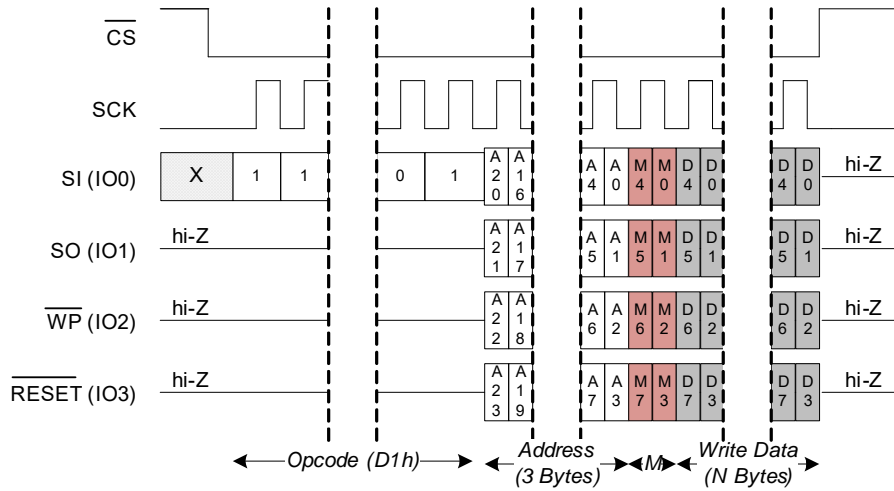 CS
SCK
SI (IO0) X 1 1 0 1 A20 A16 A4 A0 M4 M0 D4 D0 D4 D0 hi-Z
hi-Z
SO (IO1) A21 A17 A5 A1 M5 M1 D5 D1 D5 D1 hi-Z
hi-Z
WP (IO2) A22 A18 A6 A2 M6 M2 D6 D2 D6 D2 hi-Z
hi-Z
RESET (IO3) A23 A19 A7 A3 M7 M3 D7 D3 D7 D3 hi-Z
Opcode (D1h) Address M Write Data
(3 Bytes) (N Bytes)